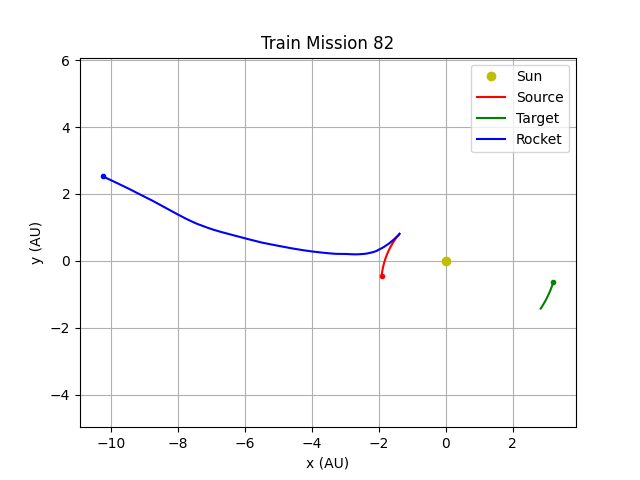 Train Mission 82
Sun
Source
Target
Rocket
6
4
2
0
−2
−4
y (AU)
−10
−8
−6
−4
−2
0
2
x (AU)